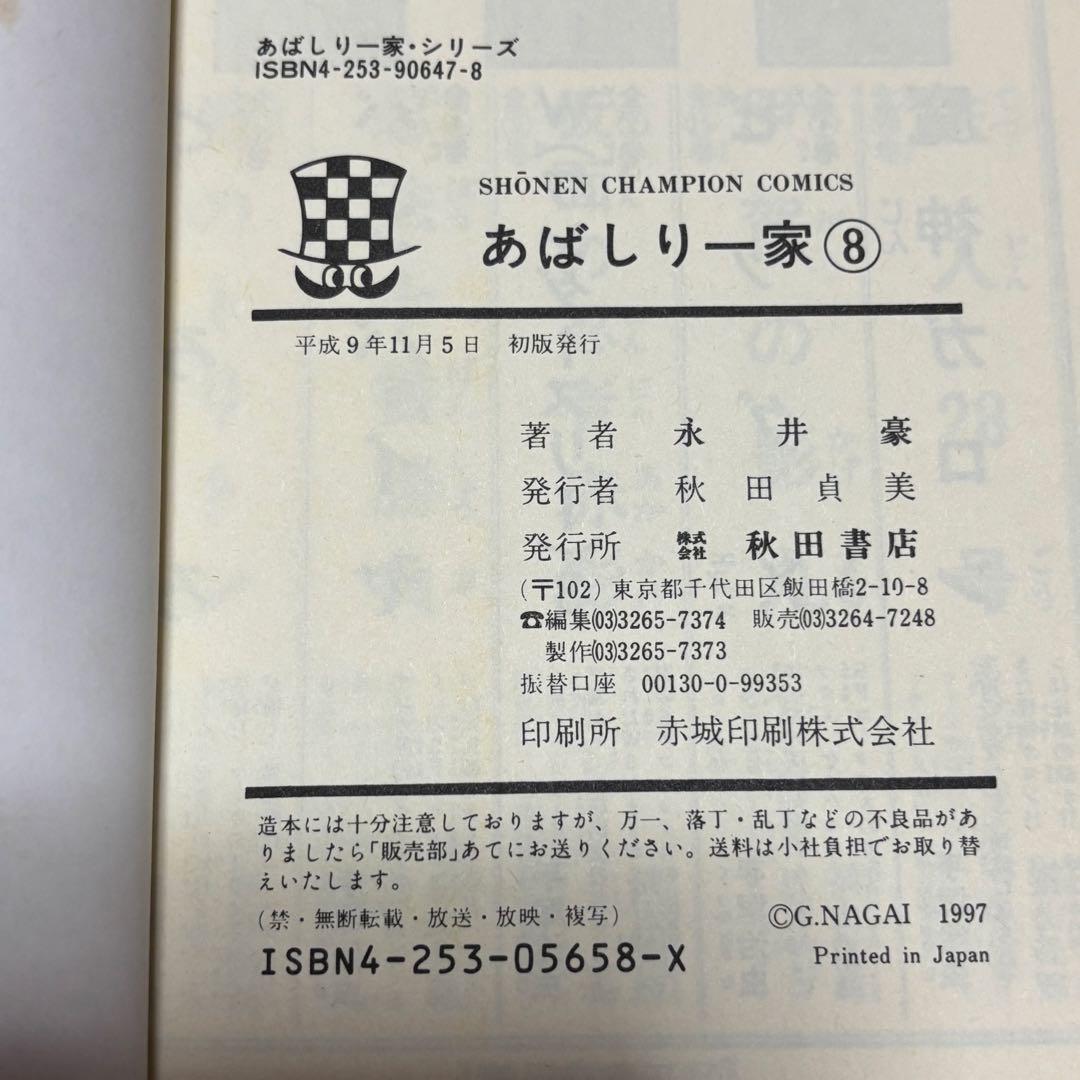 あばしり一家・シリーズ
ISBN4-253-90647-8
SHŌNEN CHAMPION COMICS
あばしり一家⑧
平成9年11月5日　初版発行
著者　永井豪
発行者　秋田貞美
発行所　株式会社　秋田書店
(〒102) 東京都千代田区飯田橋2-10-8
☎編集(03)3265-7374　販売(03)3264-7248
製作(03)3265-7373
振替口座　00130-0-99353
印刷所　赤城印刷株式会社
造本には十分注意しておりますが、万一、落丁・乱丁などの不良品があ
りましたら「販売部」あてにお送りください。送料は小社負担でお取り替
えいたします。
(禁・無断転載・放送・放映・複写)
©G.NAGAI 1997
ISBN4-253-05658-X
Printed in Japan